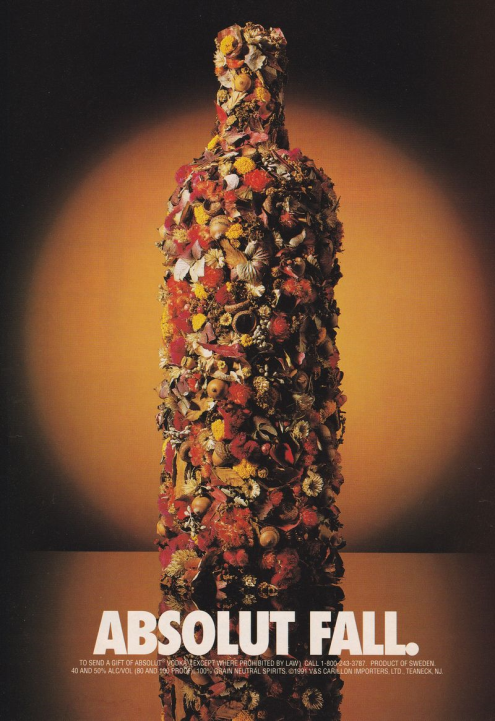 ABSOLUT FALL.
TO SEND A GIFT OF ABSOLUT® VODKA (EXCEPT WHERE PROHIBITED BY LAW) CALL 1-800-243-3787. PRODUCT OF SWEDEN.
40 AND 50% ALC/VOL (80 AND 100 PROOF). 100% GRAIN NEUTRAL SPIRITS. ©1991 V&S CARILLON IMPORTERS, LTD., TEANECK, NJ.